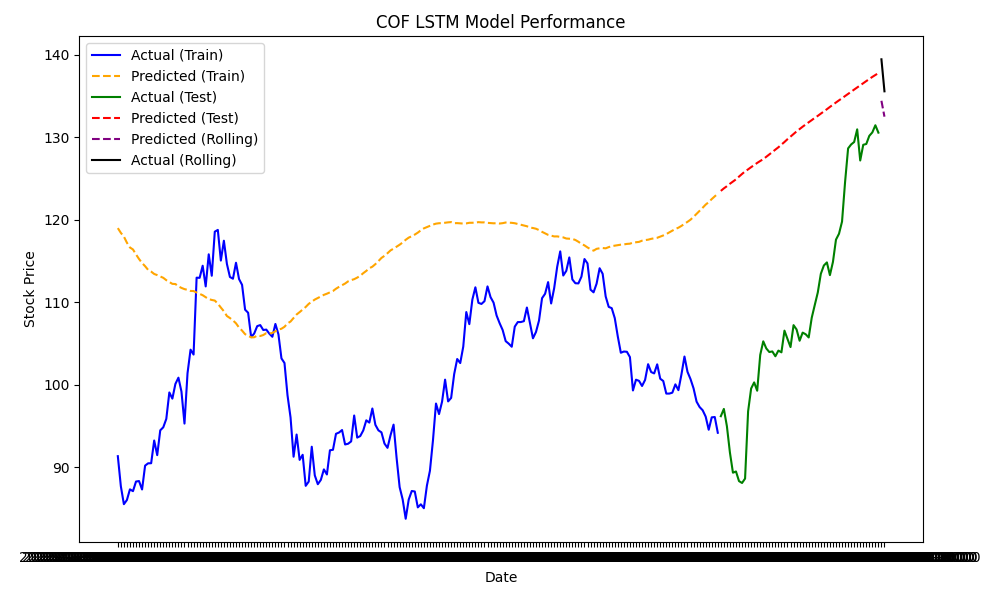 COF LSTM Model Performance
Actual (Train)
Predicted (Train)
Actual (Test)
Predicted (Test)
Predicted (Rolling)
Actual (Rolling)
140
130
120
110
100
90
Stock Price
Date